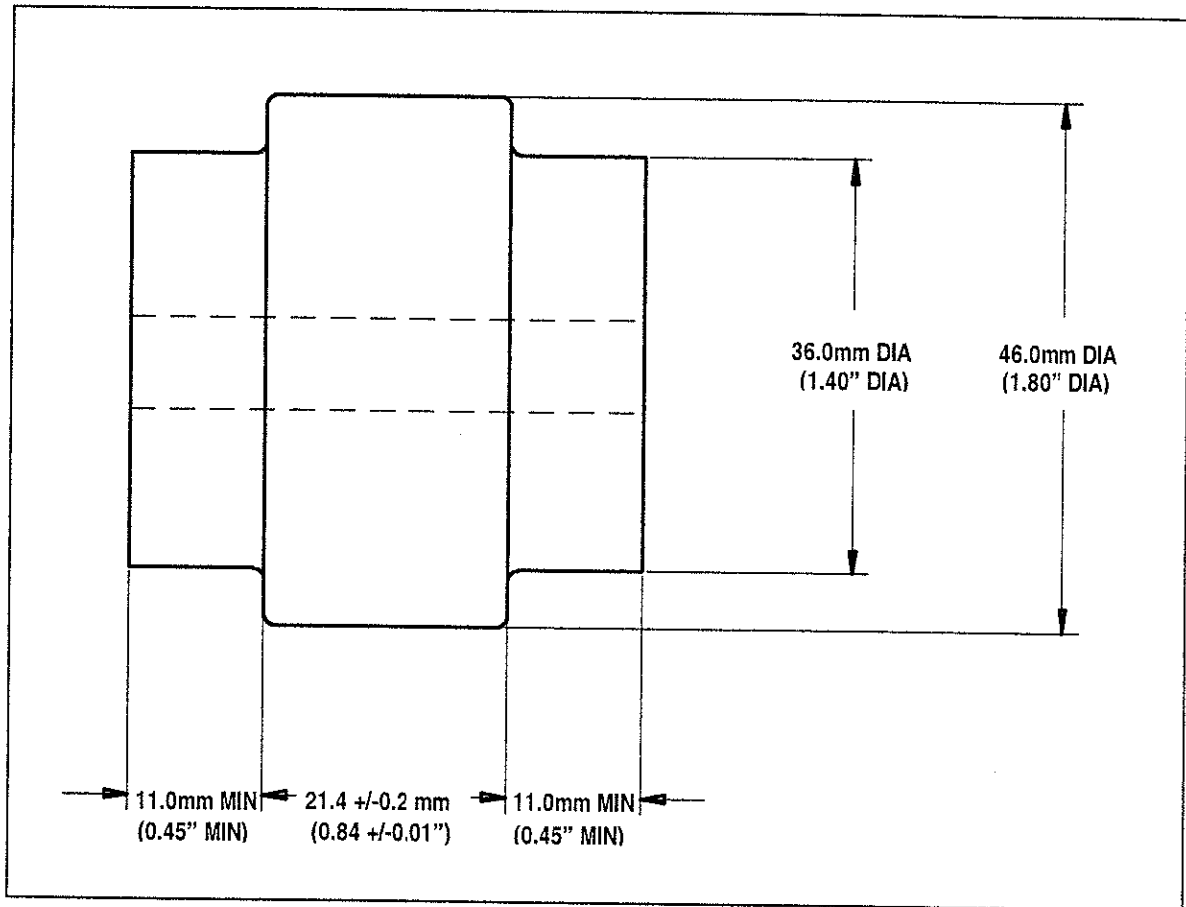 36.0mm DIA
(1.40” DIA)
46.0mm DIA
(1.80” DIA)
11.0mm MIN
(0.45” MIN)
21.4 +/-0.2 mm
(0.84 +/-0.01”)
11.0mm MIN
(0.45” MIN)